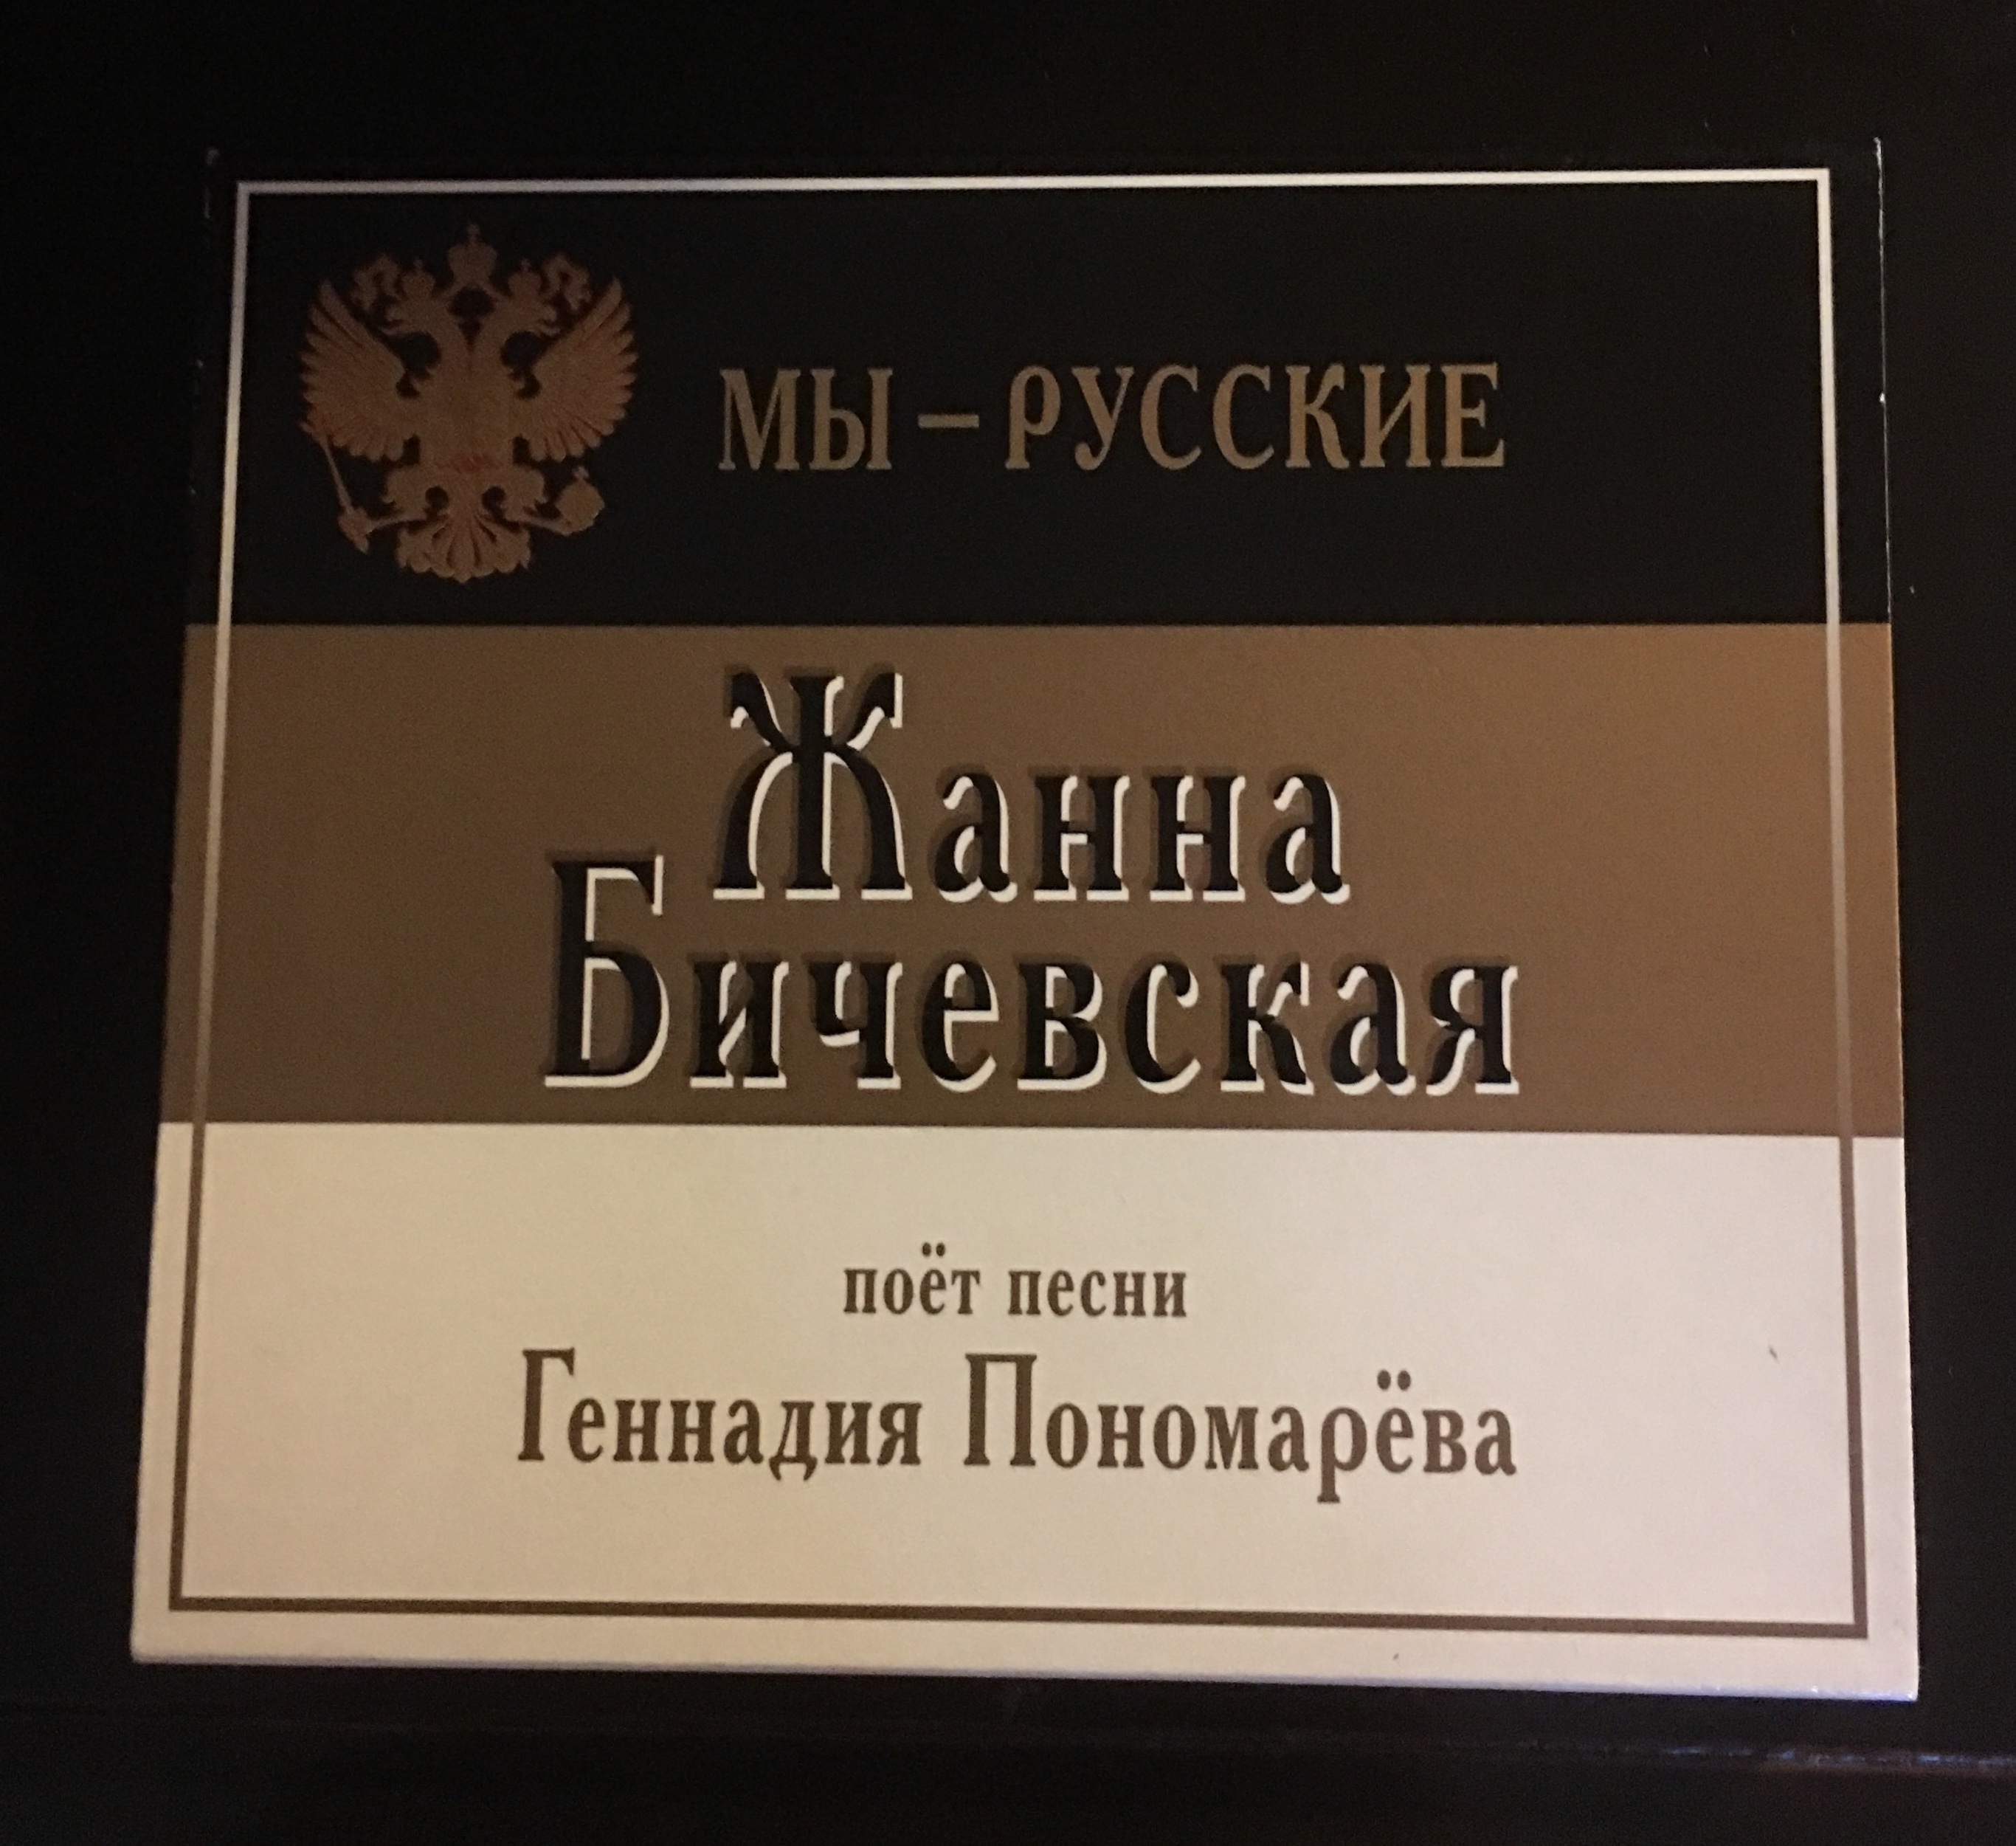 МЫ – РУССКИЕ
Жанна
Бичевская
поёт песни
Геннадия Пономарёва